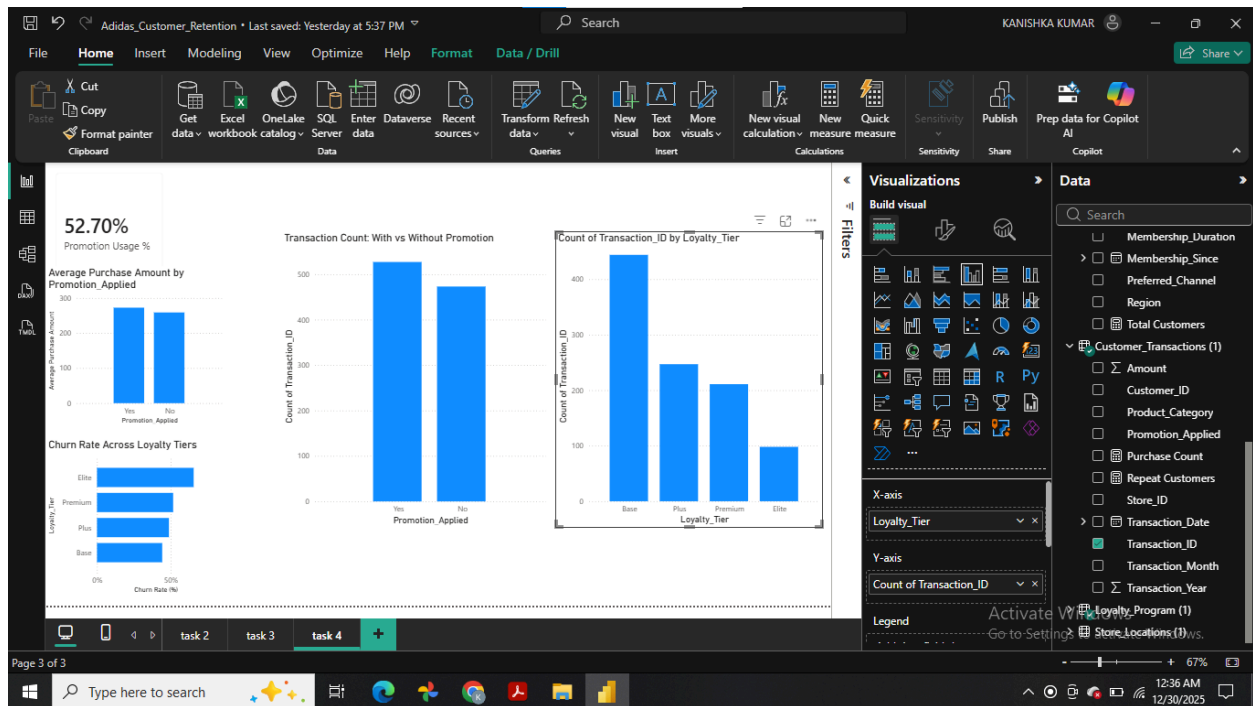 Adidas_Customer_Retention • Last saved: Yesterday at 5:37 PM
Search
KANISHKA KUMAR
File Home Insert Modeling View Optimize Help Format Data / Drill
Share
Paste
Cut
Copy
Format painter
Clipboard
Get data
Excel workbook
OneLake catalog
SQL Server
Enter data
Dataverse
Recent sources
Data
Transform data
Refresh
Queries
New visual
Text box
More visuals
Insert
New visual calculation
New measure
Quick measure
Calculations
Sensitivity
Sensitivity
Publish
Share
Prep data for Copilot AI
Copilot
52.70%
Promotion Usage %
Average Purchase Amount by
Promotion_Applied
Average Purchase Amount
300
200
100
0
Yes No
Promotion_Applied
Churn Rate Across Loyalty Tiers
Loyalty_Tier
Elite
Premium
Plus
Base
0% 50%
Churn Rate (%)
Transaction Count: With vs Without Promotion
Count of Transaction_ID
500
400
300
200
100
0
Yes No
Promotion_Applied
Count of Transaction_ID by Loyalty_Tier
Count of Transaction_ID
400
300
200
100
0
Base Plus Premium Elite
Loyalty_Tier
Filters
Visualizations
Build visual
R Py
123
X-axis
Loyalty_Tier
Y-axis
Count of Transaction_ID
Legend
Data
Search
Membership_Duration
Membership_Since
Preferred_Channel
Region
Total Customers
Customer_Transactions (1)
Amount
Customer_ID
Product_Category
Promotion_Applied
Purchase Count
Repeat Customers
Store_ID
Transaction_Date
Transaction_ID
Transaction_Month
Transaction_Year
Loyalty_Program (1)
Store_Locations (1)
Activate Windows
Go to Settings to activate Windows.
DAX
TMDL
task 2 task 3 task 4 +
Page 3 of 3
- + 67%
Type here to search
12:36 AM
12/30/2025